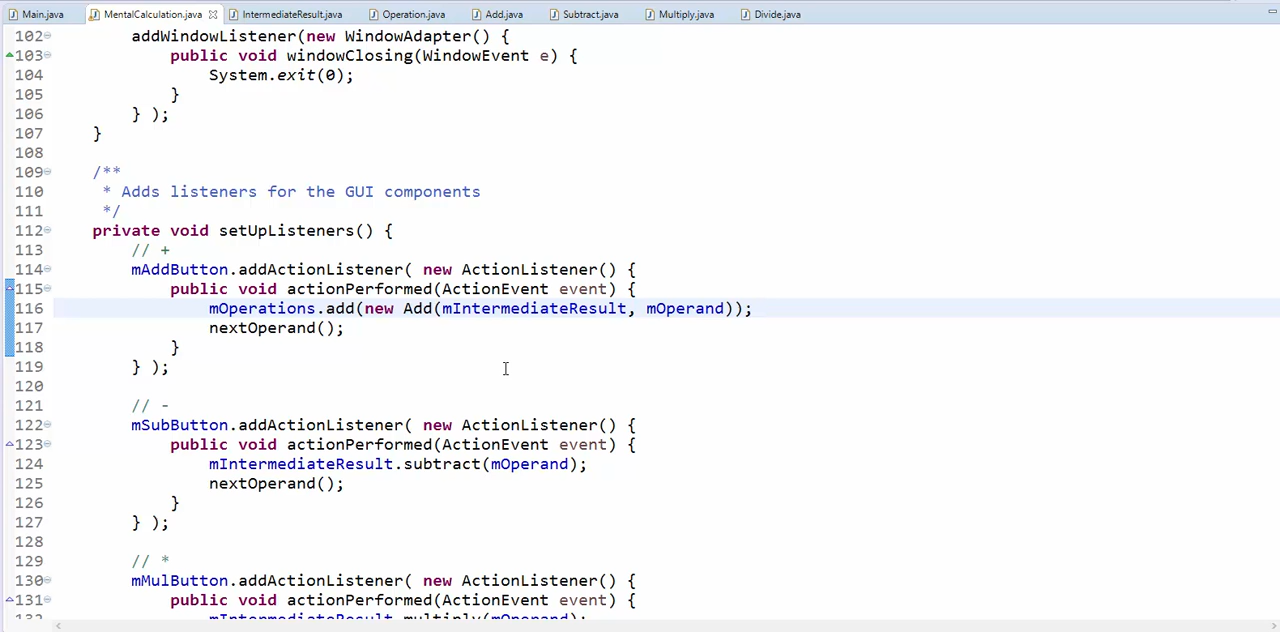 Main.java MentalCalculation.java IntermediateResult.java Operation.java Add.java Subtract.java Multiply.java Divide.java
102 addWindowListener(new WindowAdapter() {
103 public void windowClosing(WindowEvent e) {
104 System.exit(0);
105 }
106 } );
107 }
108
109 /**
110 * Adds listeners for the GUI components
111 */
112 private void setUpListeners() {
113 // +
114 mAddButton.addActionListener( new ActionListener() {
115 public void actionPerformed(ActionEvent event) {
116 mOperations.add(new Add(mIntermediateResult, mOperand));
117 nextOperand();
118 }
119 } );
120
121 // -
122 mSubButton.addActionListener( new ActionListener() {
123 public void actionPerformed(ActionEvent event) {
124 mIntermediateResult.subtract(mOperand);
125 nextOperand();
126 }
127 } );
128
129 // *
130 mMulButton.addActionListener( new ActionListener() {
131 public void actionPerformed(ActionEvent event) {
132 mIntermediateResult.multiply(mOperand);